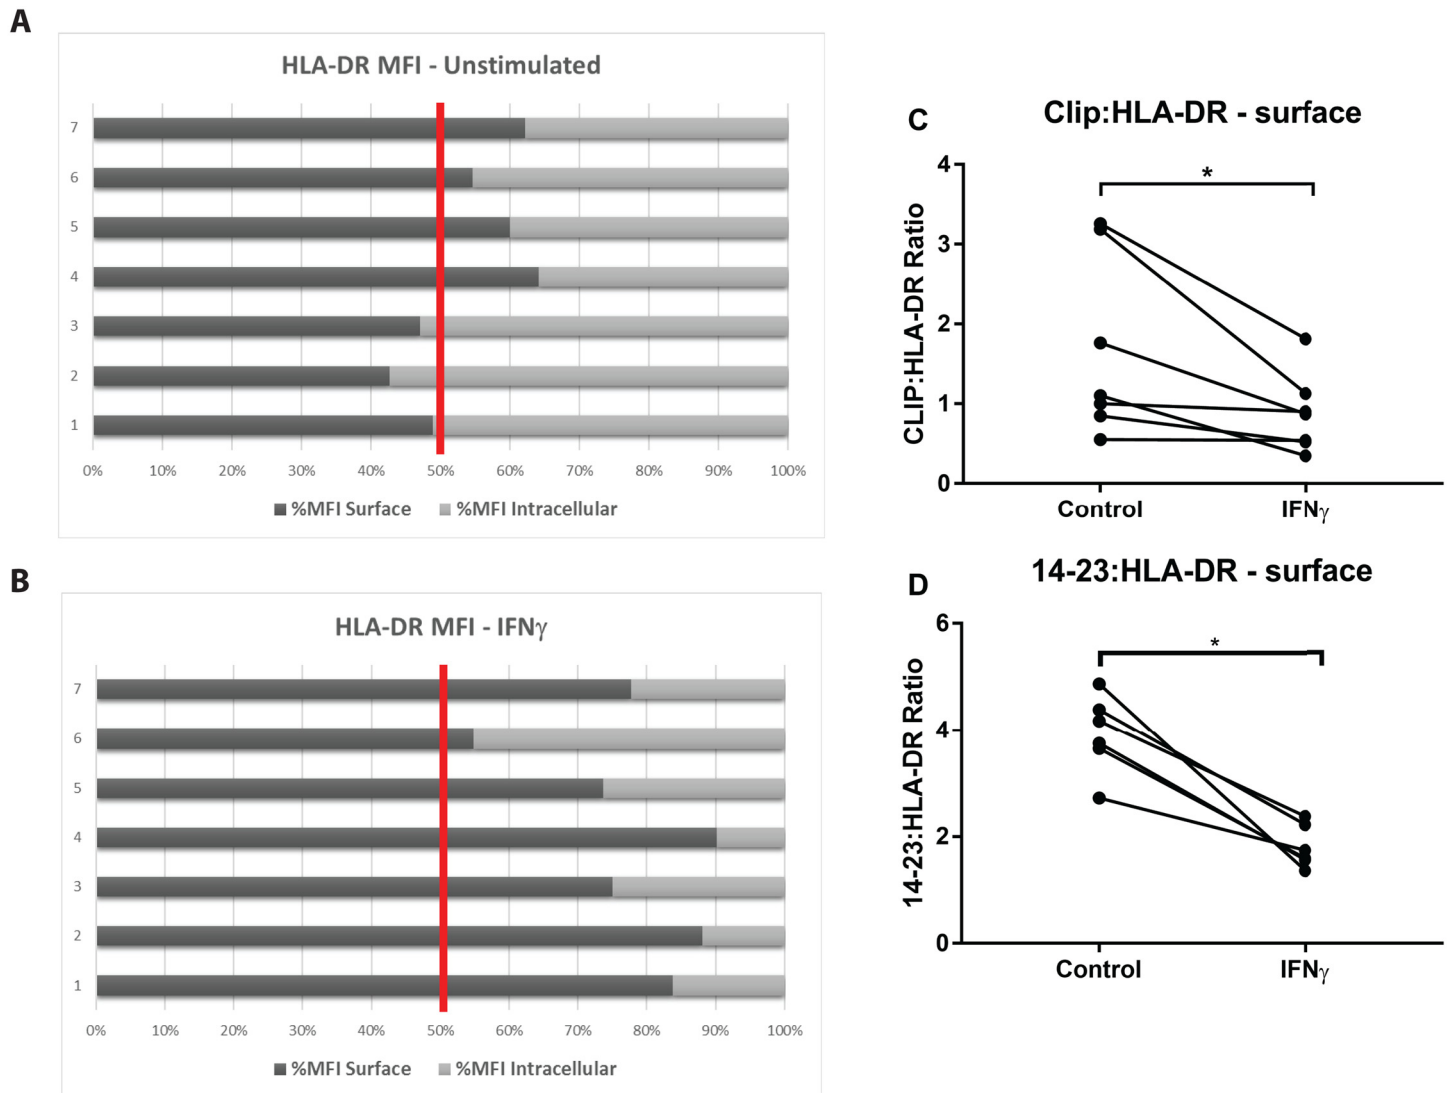 A
HLA-DR MFI - Unstimulated
7
6
5
4
3
2
1
0% 10% 20% 30% 40% 50% 60% 70% 80% 90% 100%
%MFI Surface %MFI Intracellular
B
HLA-DR MFI - IFNγ
7
6
5
4
3
2
1
0% 10% 20% 30% 40% 50% 60% 70% 80% 90% 100%
%MFI Surface %MFI Intracellular
C
Clip:HLA-DR - surface
CLIP:HLA-DR Ratio
4
3
2
1
0
*
Control IFNγ
D
14-23:HLA-DR - surface
14-23:HLA-DR Ratio
6
4
2
0
*
Control IFNγ